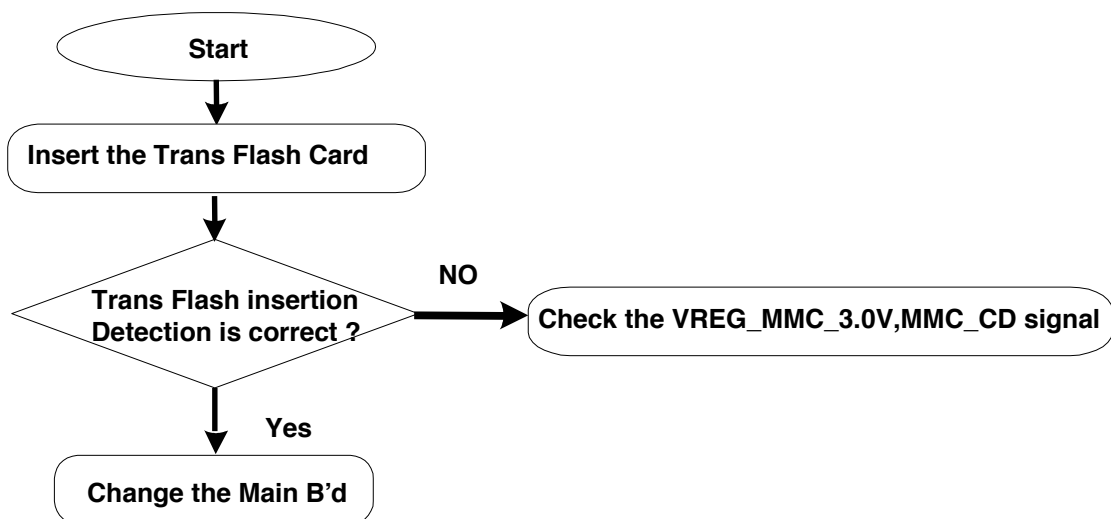 Start
Insert the Trans Flash Card
NO
Trans Flash insertion
Detection is correct ?
Check the VREG_MMC_3.0V,MMC_CD signal
Yes
Change the Main B’d